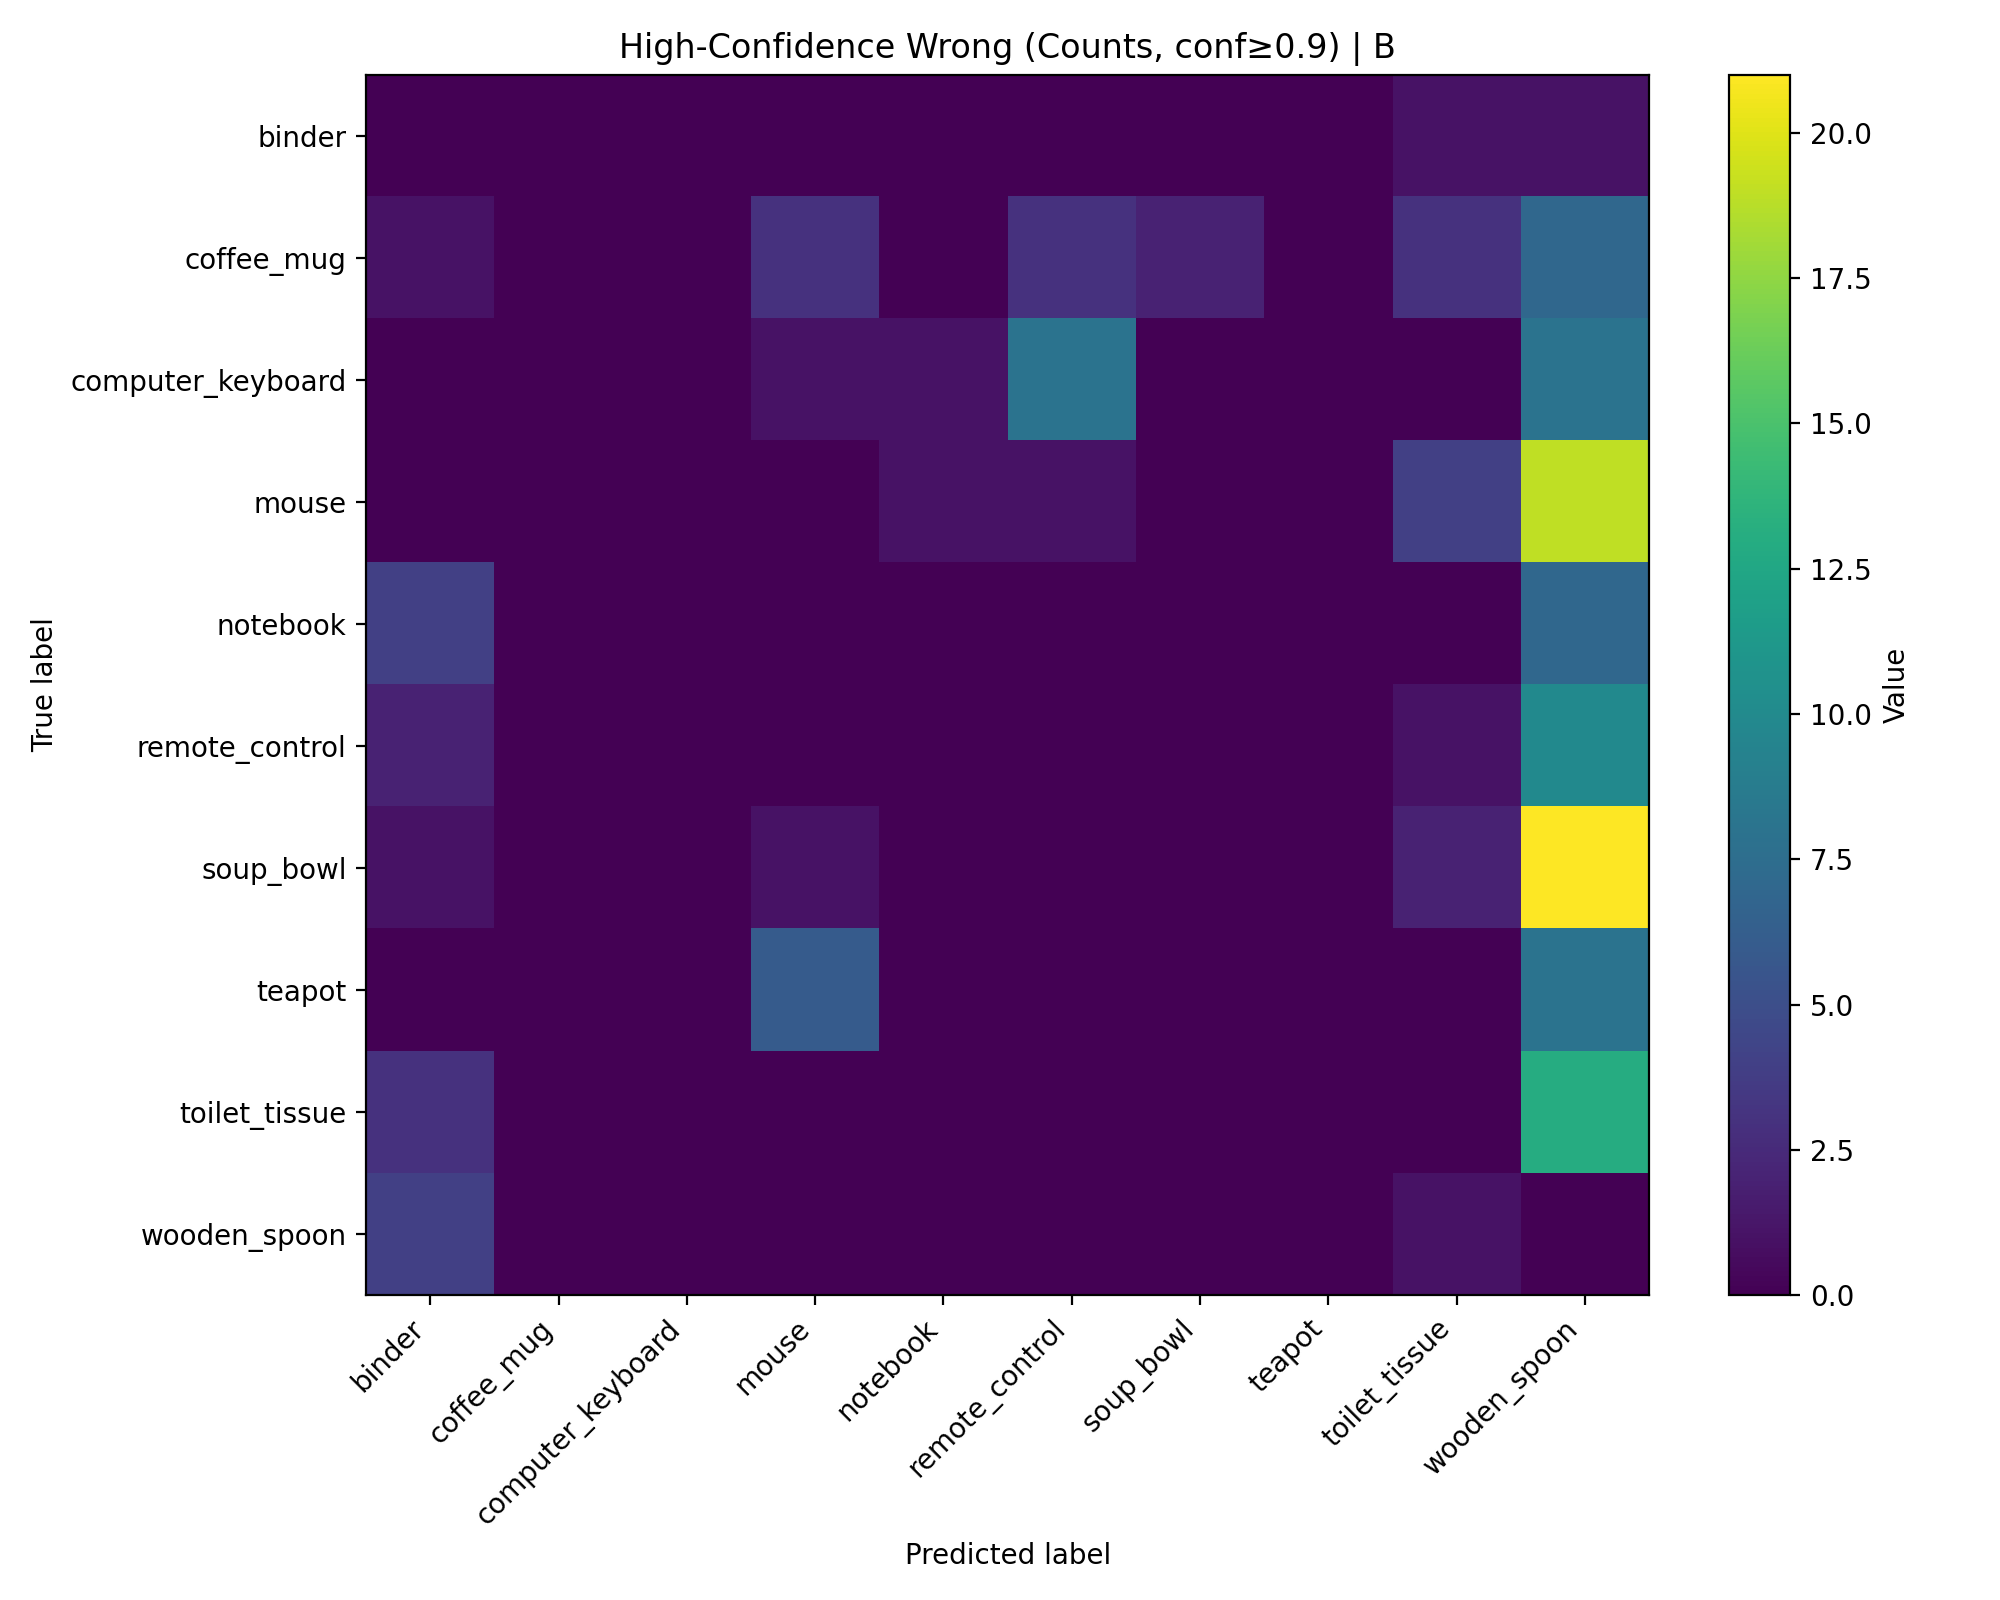 High-Confidence Wrong (Counts, conf≥0.9) | B
True label
binder
coffee_mug
computer_keyboard
mouse
notebook
remote_control
soup_bowl
teapot
toilet_tissue
wooden_spoon
binder
coffee_mug
computer_keyboard
mouse
notebook
remote_control
soup_bowl
teapot
toilet_tissue
wooden_spoon
Predicted label
20.0
17.5
15.0
12.5
10.0
7.5
5.0
2.5
0.0
Value